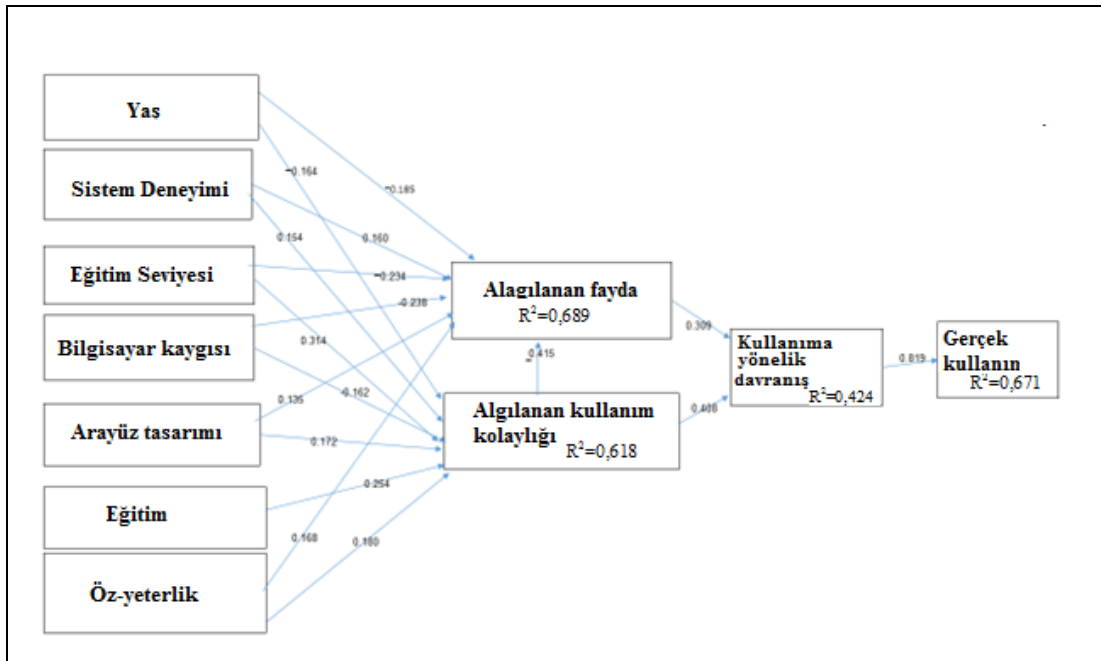 Yaş
Sistem Deneyimi
Eğitim Seviyesi
Bilgisayar kaygısı
Arayüz tasarımı
Eğitim
Öz-yeterlik
-0.164
-0.185
0.154
0.160
-0.234
-0.238
0.314
0.135
-0.162
0.172
0.254
0.168
0.180
Alagılanan fayda
R²=0,689
0.415
Algılanan kullanım
kolaylığı
R²=0,618
0.309
0.408
Kullanıma
yönelik
davranış
R²=0,424
0.819
Gerçek
kullanın
R²=0,671